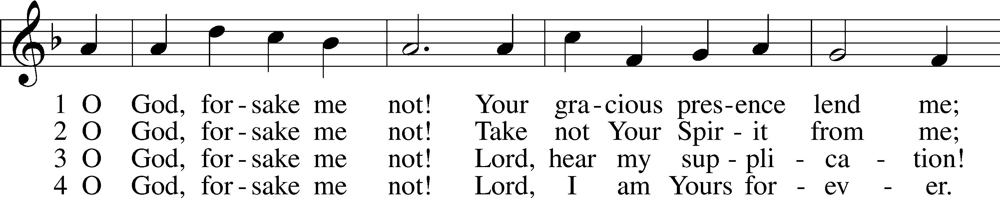 1 O God, for - sake me not! Your gra - cious pres - ence lend me;
2 O God, for - sake me not! Take not Your Spir - it from me;
3 O God, for - sake me not! Lord, hear my sup - pli - ca - tion!
4 O God, for - sake me not! Lord, I am Yours for - ev - er.